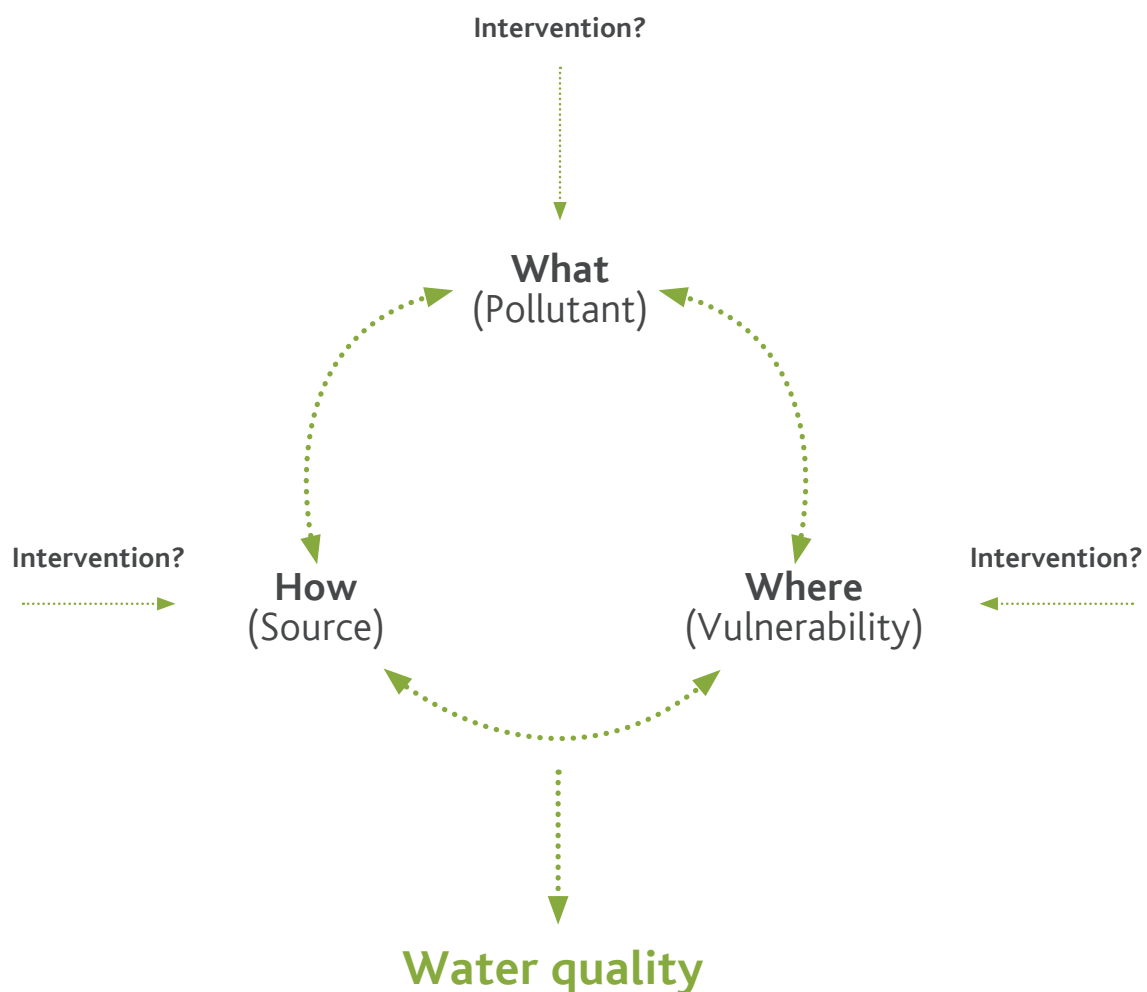 Intervention?
What
(Pollutant)
Intervention?
How
(Source)
Where
(Vulnerability)
Intervention?
Water quality